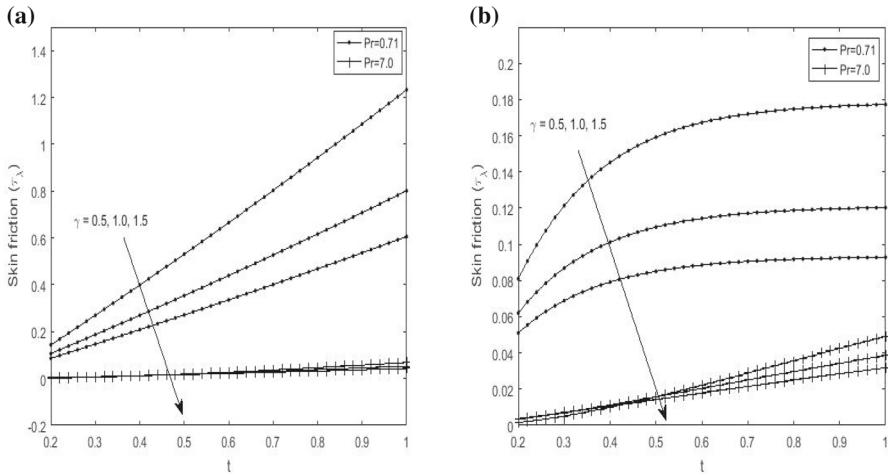 (a)
1.4
1.2
1
0.8
0.6
0.4
0.2
0
-0.2
Skin friction (τλ)
Pr=0.71
Pr=7.0
γ = 0.5, 1.0, 1.5
0.2 0.3 0.4 0.5 0.6 0.7 0.8 0.9 1
t
(b)
0.2
0.18
0.16
0.14
0.12
0.1
0.08
0.06
0.04
0.02
0
Skin friction (τλ)
Pr=0.71
Pr=7.0
γ = 0.5, 1.0, 1.5
0.2 0.3 0.4 0.5 0.6 0.7 0.8 0.9 1
t